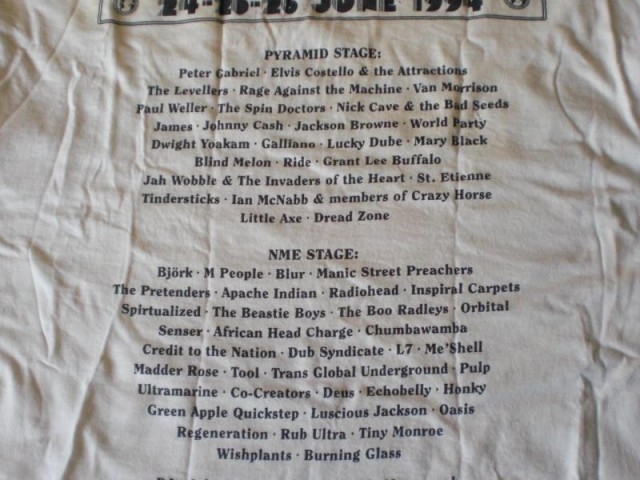 24-25-26 JUNE 1994
PYRAMID STAGE:
Peter Gabriel · Elvis Costello & the Attractions
The Levellers · Rage Against the Machine · Van Morrison
Paul Weller · The Spin Doctors · Nick Cave & the Bad Seeds
James · Johnny Cash · Jackson Browne · World Party
Dwight Yoakam · Galliano · Lucky Dube · Mary Black
Blind Melon · Ride · Grant Lee Buffalo
Jah Wobble & The Invaders of the Heart · St. Etienne
Tindersticks · Ian McNabb & members of Crazy Horse
Little Axe · Dread Zone
NME STAGE:
Björk · M People · Blur · Manic Street Preachers
The Pretenders · Apache Indian · Radiohead · Inspiral Carpets
Spiritualized · The Beastie Boys · The Boo Radleys · Orbital
Senser · African Head Charge · Chumbawamba
Credit to the Nation · Dub Syndicate · L7 · Me'Shell
Madder Rose · Tool · Trans Global Underground · Pulp
Ultramarine · Co-Creators · Deus · Echobelly · Honky
Green Apple Quickstep · Luscious Jackson · Oasis
Regeneration · Rub Ultra · Tiny Monroe
Wishplants · Burning Glass